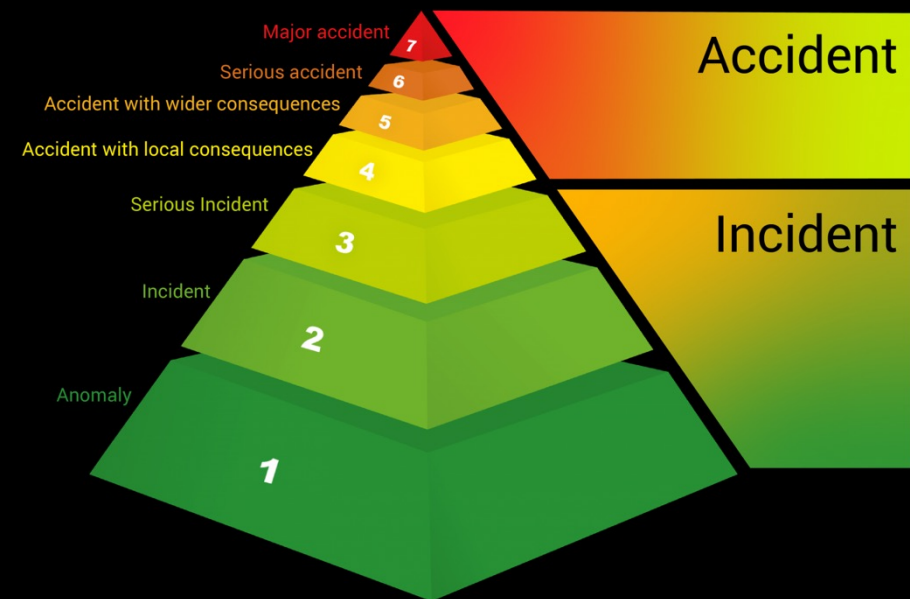 Major accident
7
Accident
Serious accident
6
Accident with wider consequences
5
Accident with local consequences
4
Serious Incident
3
Incident
Incident
2
Anomaly
1